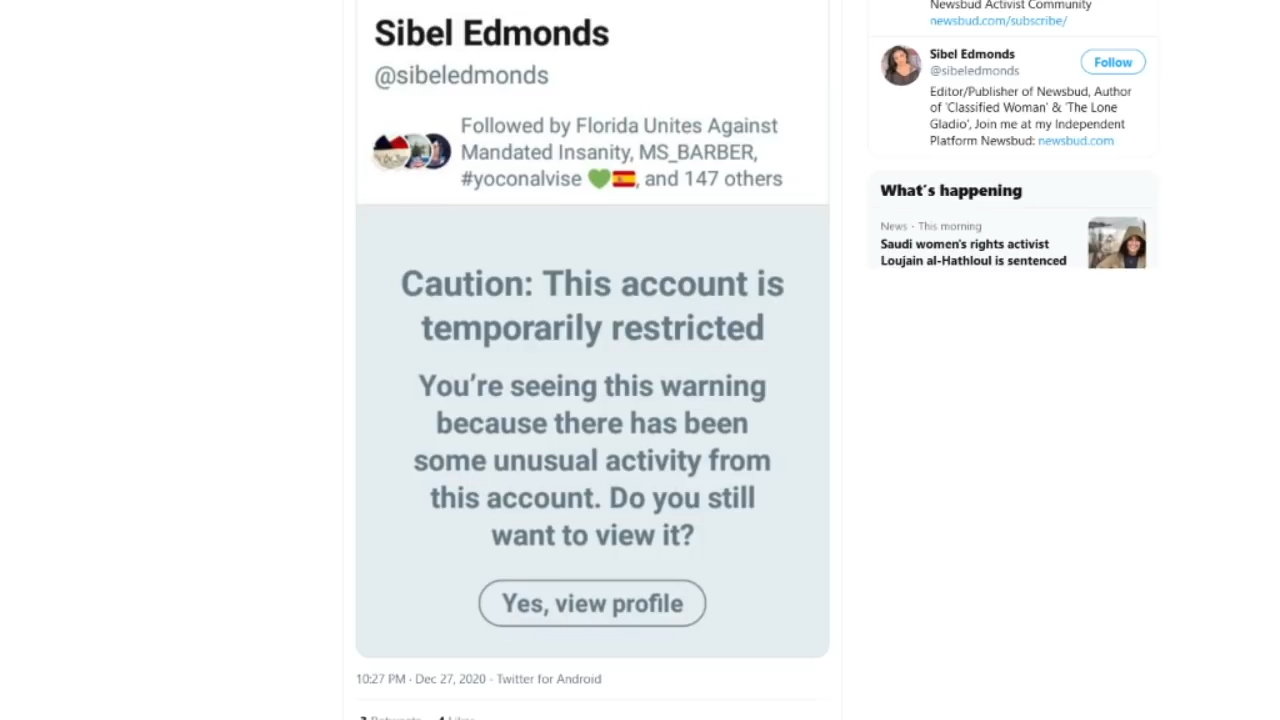 Sibel Edmonds
@sibeledmonds
Followed by Florida Unites Against
Mandated Insanity, MS_BARBER,
#yoconalvise 💚🇪🇸, and 147 others
Caution: This account is
temporarily restricted
You're seeing this warning
because there has been
some unusual activity from
this account. Do you still
want to view it?
Yes, view profile
10:27 PM · Dec 27, 2020 · Twitter for Android
Newsbud Activist Community
newsbud.com/subscribe/
Sibel Edmonds
@sibeledmonds
Follow
Editor/Publisher of Newsbud, Author
of 'Classified Woman' & 'The Lone
Gladio', Join me at my Independent
Platform Newsbud: newsbud.com
What's happening
News · This morning
Saudi women's rights activist
Loujain al-Hathloul is sentenced